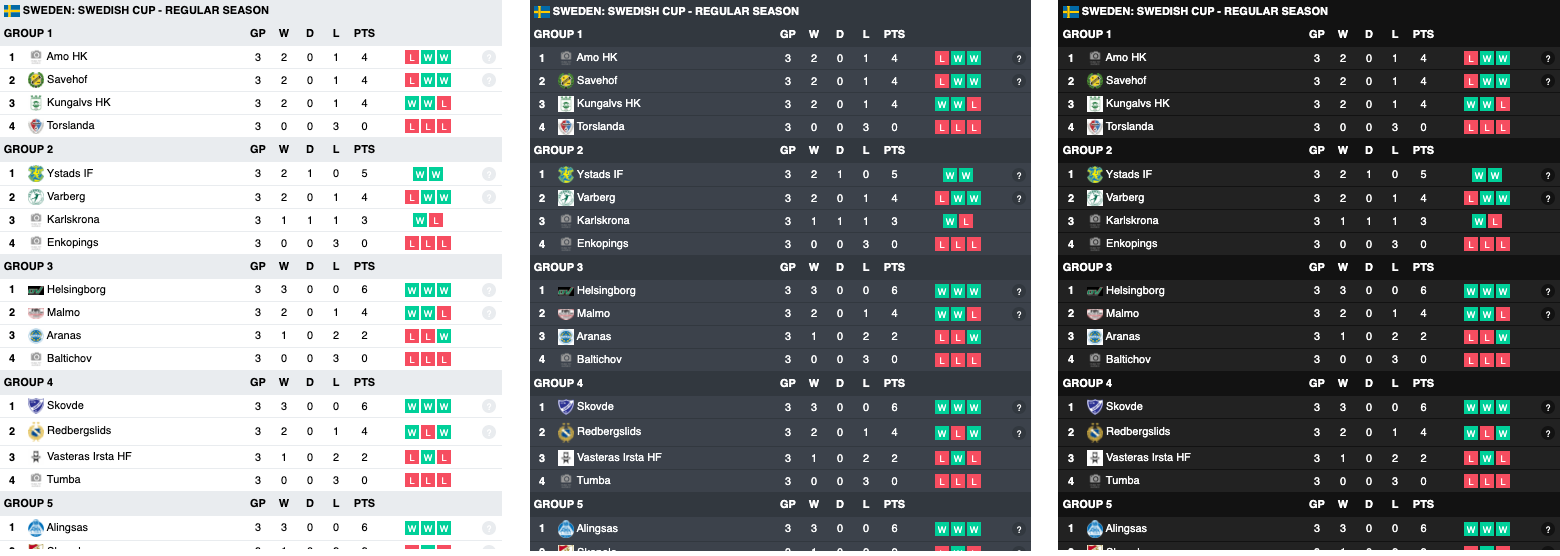 SWEDEN: SWEDISH CUP - REGULAR SEASON
GROUP 1 GP W D L PTS
1 Amo HK 3 2 0 1 4 L W W ?
2 Savehof 3 2 0 1 4 L W W ?
3 Kungalvs HK 3 2 0 1 4 W W L
4 Torslanda 3 0 0 3 0 L L L
GROUP 2 GP W D L PTS
1 Ystads IF 3 2 1 0 5 W W ?
2 Varberg 3 2 0 1 4 L W W ?
3 Karlskrona 3 1 1 1 3 W L
4 Enkopings 3 0 0 3 0 L L L
GROUP 3 GP W D L PTS
1 Helsingborg 3 3 0 0 6 W W W ?
2 Malmo 3 2 0 1 4 W W L ?
3 Aranas 3 1 0 2 2 L L W
4 Baltichov 3 0 0 3 0 L L L
GROUP 4 GP W D L PTS
1 Skovde 3 3 0 0 6 W W W ?
2 Redbergslids 3 2 0 1 4 W L W ?
3 Vasteras Irsta HF 3 1 0 2 2 L W L
4 Tumba 3 0 0 3 0 L L L
GROUP 5 GP W D L PTS
1 Alingsas 3 3 0 0 6 W W W ?
SWEDEN: SWEDISH CUP - REGULAR SEASON
GROUP 1 GP W D L PTS
1 Amo HK 3 2 0 1 4 L W W ?
2 Savehof 3 2 0 1 4 L W W ?
3 Kungalvs HK 3 2 0 1 4 W W L
4 Torslanda 3 0 0 3 0 L L L
GROUP 2 GP W D L PTS
1 Ystads IF 3 2 1 0 5 W W ?
2 Varberg 3 2 0 1 4 L W W ?
3 Karlskrona 3 1 1 1 3 W L
4 Enkopings 3 0 0 3 0 L L L
GROUP 3 GP W D L PTS
1 Helsingborg 3 3 0 0 6 W W W ?
2 Malmo 3 2 0 1 4 W W L ?
3 Aranas 3 1 0 2 2 L L W
4 Baltichov 3 0 0 3 0 L L L
GROUP 4 GP W D L PTS
1 Skovde 3 3 0 0 6 W W W ?
2 Redbergslids 3 2 0 1 4 W L W ?
3 Vasteras Irsta HF 3 1 0 2 2 L W L
4 Tumba 3 0 0 3 0 L L L
GROUP 5 GP W D L PTS
1 Alingsas 3 3 0 0 6 W W W ?
SWEDEN: SWEDISH CUP - REGULAR SEASON
GROUP 1 GP W D L PTS
1 Amo HK 3 2 0 1 4 L W W ?
2 Savehof 3 2 0 1 4 L W W ?
3 Kungalvs HK 3 2 0 1 4 W W L
4 Torslanda 3 0 0 3 0 L L L
GROUP 2 GP W D L PTS
1 Ystads IF 3 2 1 0 5 W W ?
2 Varberg 3 2 0 1 4 L W W ?
3 Karlskrona 3 1 1 1 3 W L
4 Enkopings 3 0 0 3 0 L L L
GROUP 3 GP W D L PTS
1 Helsingborg 3 3 0 0 6 W W W ?
2 Malmo 3 2 0 1 4 W W L ?
3 Aranas 3 1 0 2 2 L L W
4 Baltichov 3 0 0 3 0 L L L
GROUP 4 GP W D L PTS
1 Skovde 3 3 0 0 6 W W W ?
2 Redbergslids 3 2 0 1 4 W L W ?
3 Vasteras Irsta HF 3 1 0 2 2 L W L
4 Tumba 3 0 0 3 0 L L L
GROUP 5 GP W D L PTS
1 Alingsas 3 3 0 0 6 W W W ?